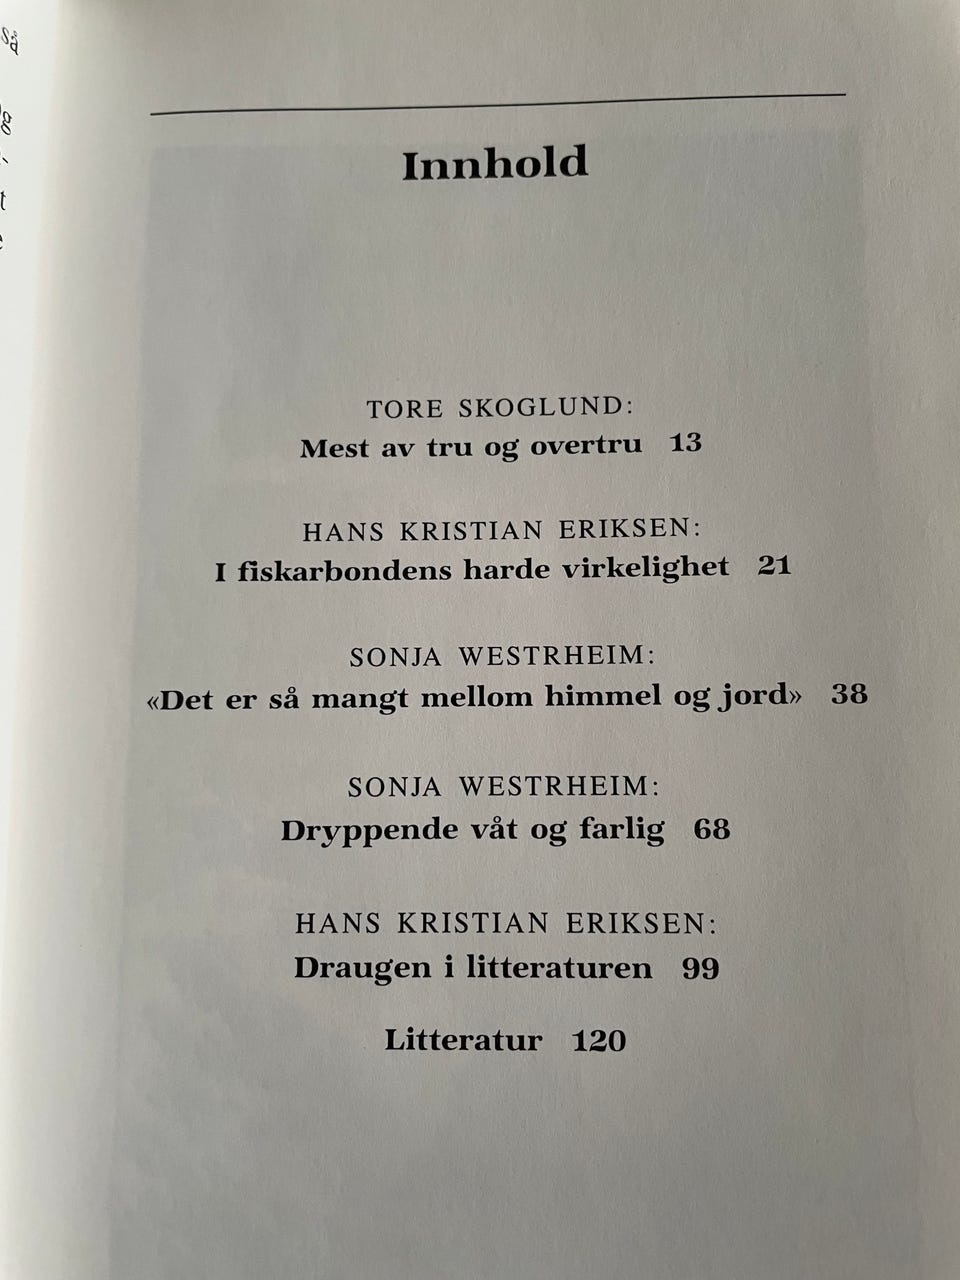 så
Innhold
TORE SKOGLUND:
Mest av tru og overtru 13
HANS KRISTIAN ERIKSEN:
I fiskarbondens harde virkelighet 21
SONJA WESTRHEIM:
«Det er så mangt mellom himmel og jord» 38
SONJA WESTRHEIM:
Dryppende våt og farlig 68
HANS KRISTIAN ERIKSEN:
Draugen i litteraturen 99
Litteratur 120